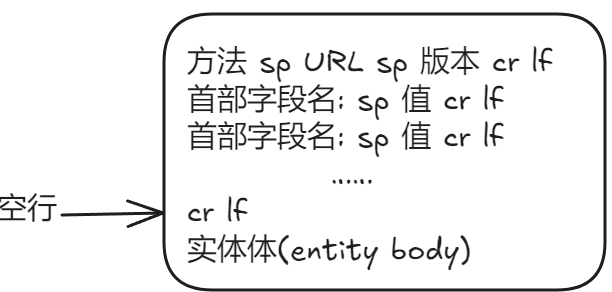 方法 sp URL sp 版本 cr lf
首部字段名: sp 值 cr lf
首部字段名: sp 值 cr lf
……
空行
cr lf
实体体(entity body)